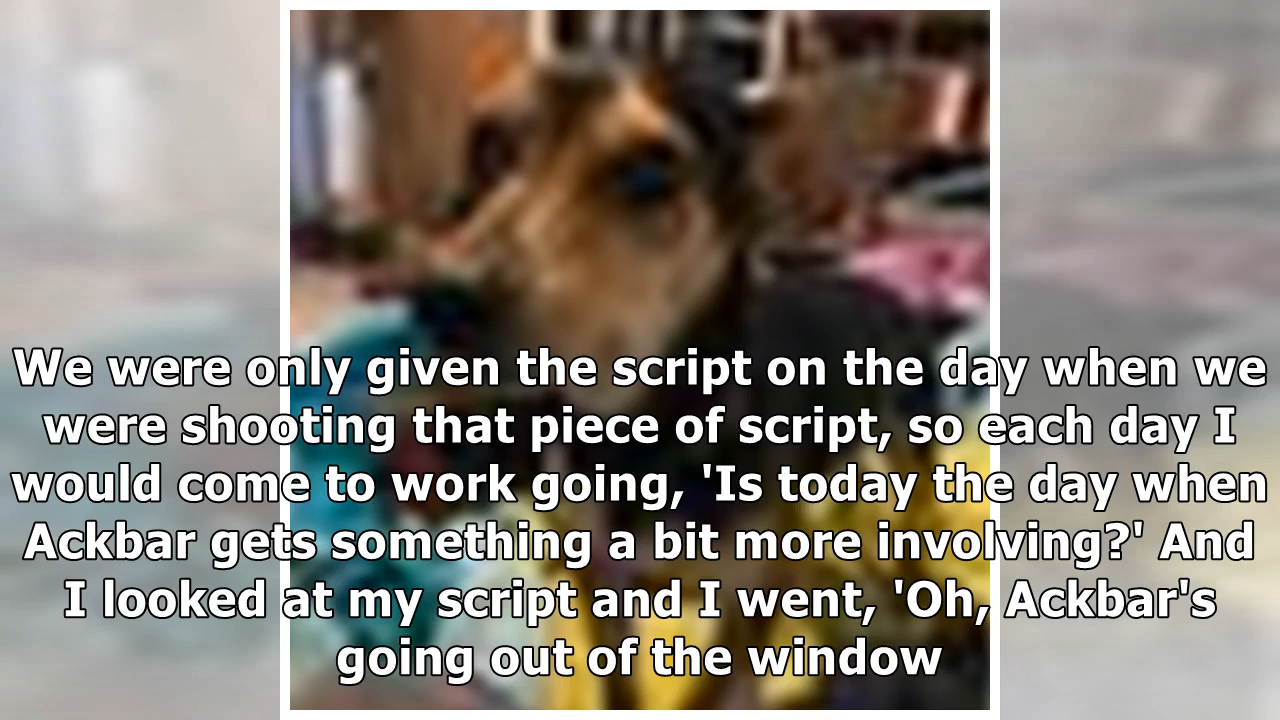 We were only given the script on the day when we
were shooting that piece of script, so each day I
would come to work going, 'Is today the day when
Ackbar gets something a bit more involving?' And
I looked at my script and I went, 'Oh, Ackbar's
going out of the window